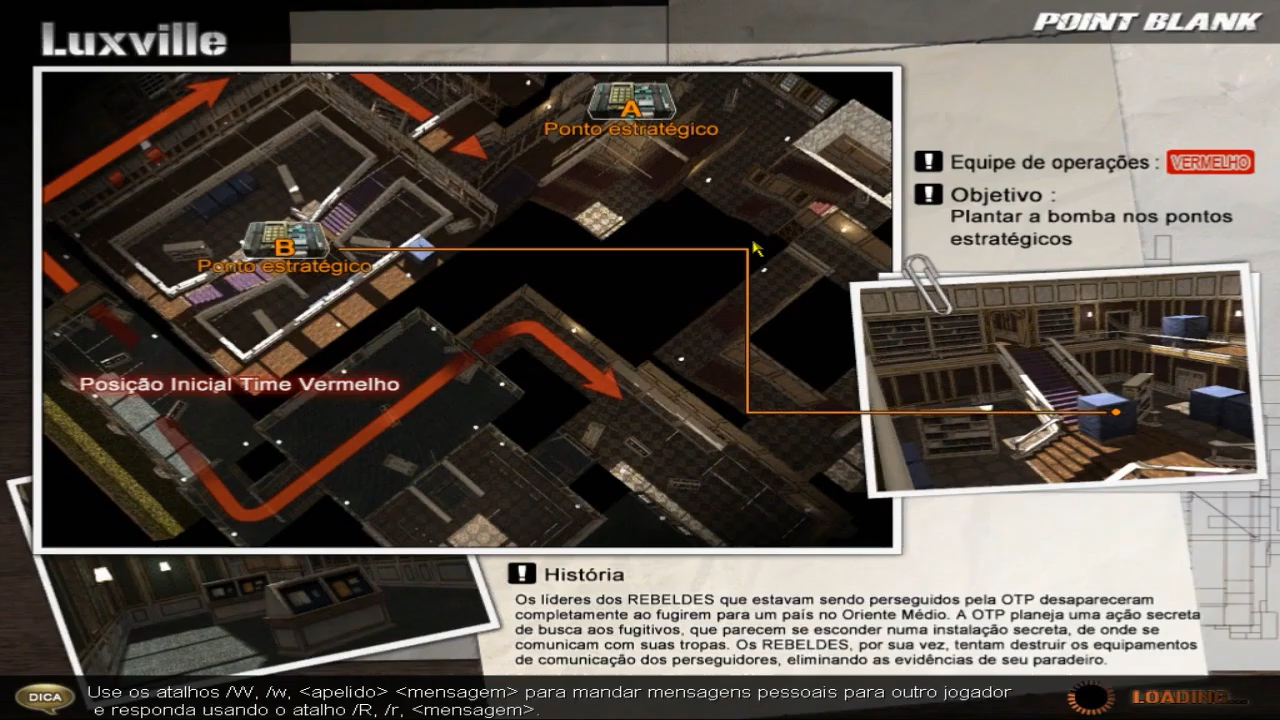 Luxville
POINT BLANK
A
Ponto estratégico
B
Ponto estratégico
Posição Inicial Time Vermelho
Equipe de operações : VERMELHO
Objetivo :
Plantar a bomba nos pontos
estratégicos
História
Os líderes dos REBELDES que estavam sendo perseguidos pela OTP desapareceram
completamente ao fugirem para um país no Oriente Médio. A OTP planeja uma ação secreta
de busca aos fugitivos, que parecem se esconder numa instalação secreta, de onde se
comunicam com suas tropas. Os REBELDES, por sua vez, tentam destruir os equipamentos
de comunicação dos perseguidores, eliminando as evidências de seu paradeiro.
DICA
Use os atalhos /W, /w, <apelido> <mensagem> para mandar mensagens pessoais para outro jogador
e responda usando o atalho /R, /r, <mensagem>.
LOADING...